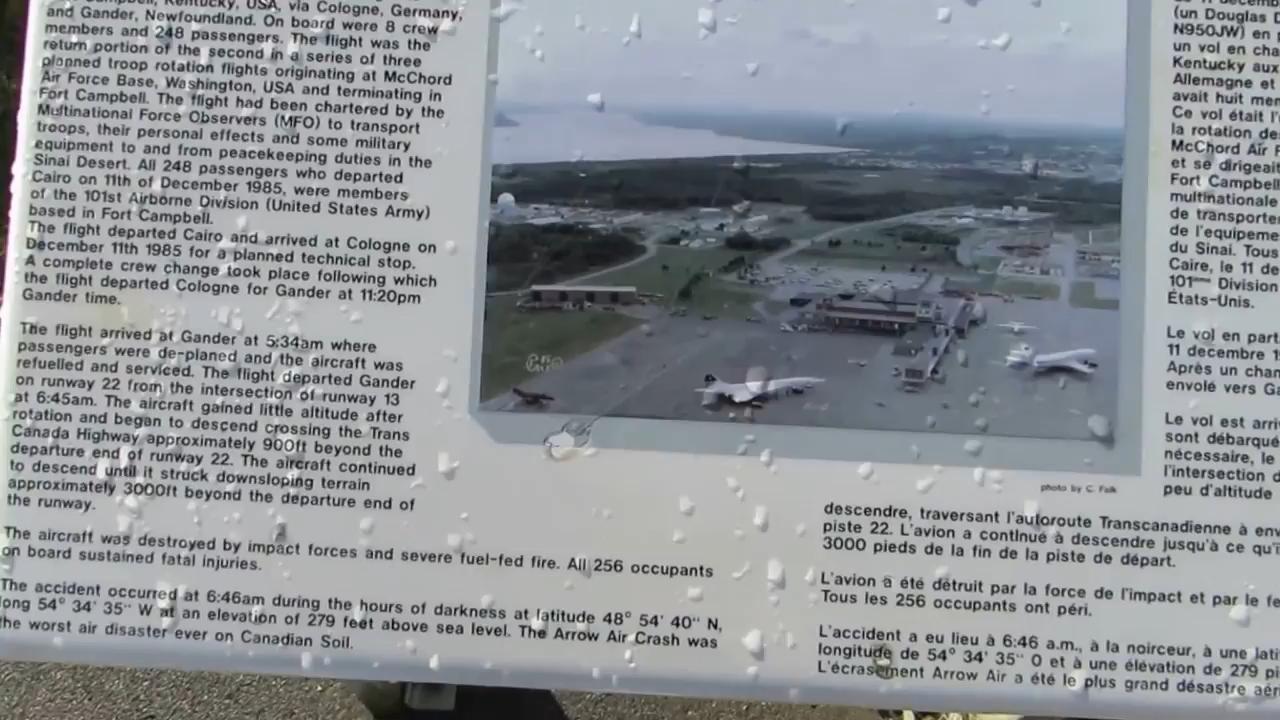 Campbell, Kentucky, USA, via Cologne, Germany,
and Gander, Newfoundland. On board were 8 crew
members and 248 passengers. The flight was the
return portion of the second in a series of three
planned troop rotation flights originating at McChord
Air Force Base, Washington, USA and terminating in
Fort Campbell. The flight had been chartered by the
Multinational Force Observers (MFO) to transport
troops, their personal effects and some military
equipment to and from peacekeeping duties in the
Sinai Desert. All 248 passengers who departed
Cairo on 11th of December 1985, were members
of the 101st Airborne Division (United States Army)
based in Fort Campbell.
The flight departed Cairo and arrived at Cologne on
December 11th 1985 for a planned technical stop.
A complete crew change took place following which
the flight departed Cologne for Gander at 11:20pm
Gander time.
The flight arrived at Gander at 5:34am where
passengers were de-planed and the aircraft was
refuelled and serviced. The flight departed Gander
on runway 22 from the intersection of runway 13
at 6:45am. The aircraft gained little altitude after
rotation and began to descend crossing the Trans
Canada Highway approximately 900ft beyond the
departure end of runway 22. The aircraft continued
to descend until it struck downsloping terrain
approximately 3000ft beyond the departure end of
the runway.
The aircraft was destroyed by impact forces and severe fuel-fed fire. All 256 occupants
on board sustained fatal injuries.
The accident occurred at 6:46am during the hours of darkness at latitude 48° 54' 40" N,
long 54° 34' 35" W at an elevation of 279 feet above sea level. The Arrow Air Crash was
the worst air disaster ever on Canadian Soil.
photo by C. Falk
(un Douglas D
N950JW) en p
un vol en cha
Kentucky aux
Allemagne et
avait huit mem
Ce vol était l'
la rotation de
McChord Air F
et se dirigeait
Fort Campbell
multinationale
de transporte
de l'equipeme
du Sinai. Tous
Caire, le 11 de
101ème Division
États-Unis.
Le vol en part
11 decembre 1
Après un chan
envolé vers Ga
Le vol est arri
sont débarqué
nécessaire, le
l'intersection d
peu d'altitude
descendre, traversant l'autoroute Transcanadienne à env
piste 22. L'avion a continué à descendre jusqu'à ce qu'i
3000 pieds de la fin de la piste de départ.
L'avion a été détruit par la force de l'impact et par le fe
Tous les 256 occupants ont péri.
L'accident a eu lieu à 6:46 a.m., à la noirceur, à une lati
longitude de 54° 34' 35" O et à une élévation de 279 pi
L'écrasement Arrow Air a été le plus grand désastre aér